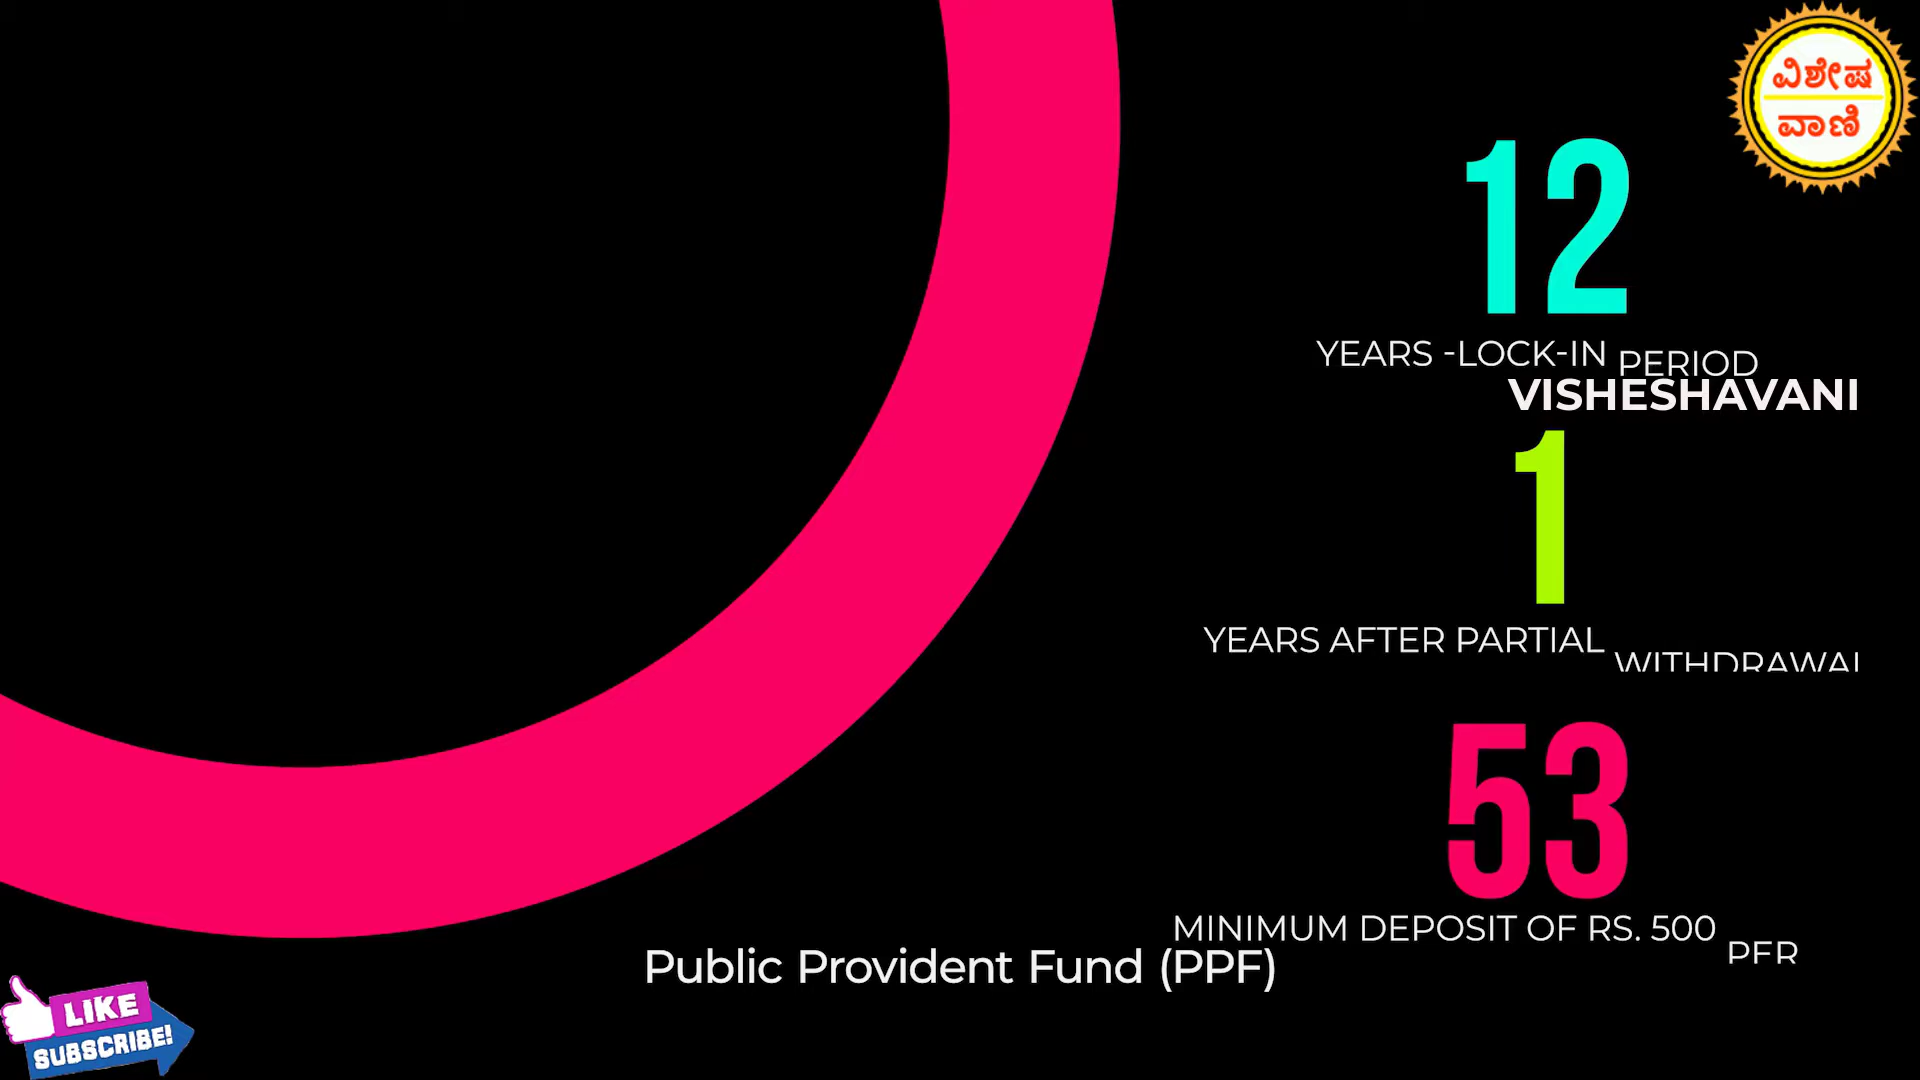 ವಿಶೇಷ
ವಾಣಿ
12
YEARS -LOCK-IN PERIOD
VISHESHAVANI
1
YEARS AFTER PARTIAL WITHDRAWAL
53
MINIMUM DEPOSIT OF RS. 500 PER
Public Provident Fund (PPF)
LIKE
SUBSCRIBE!